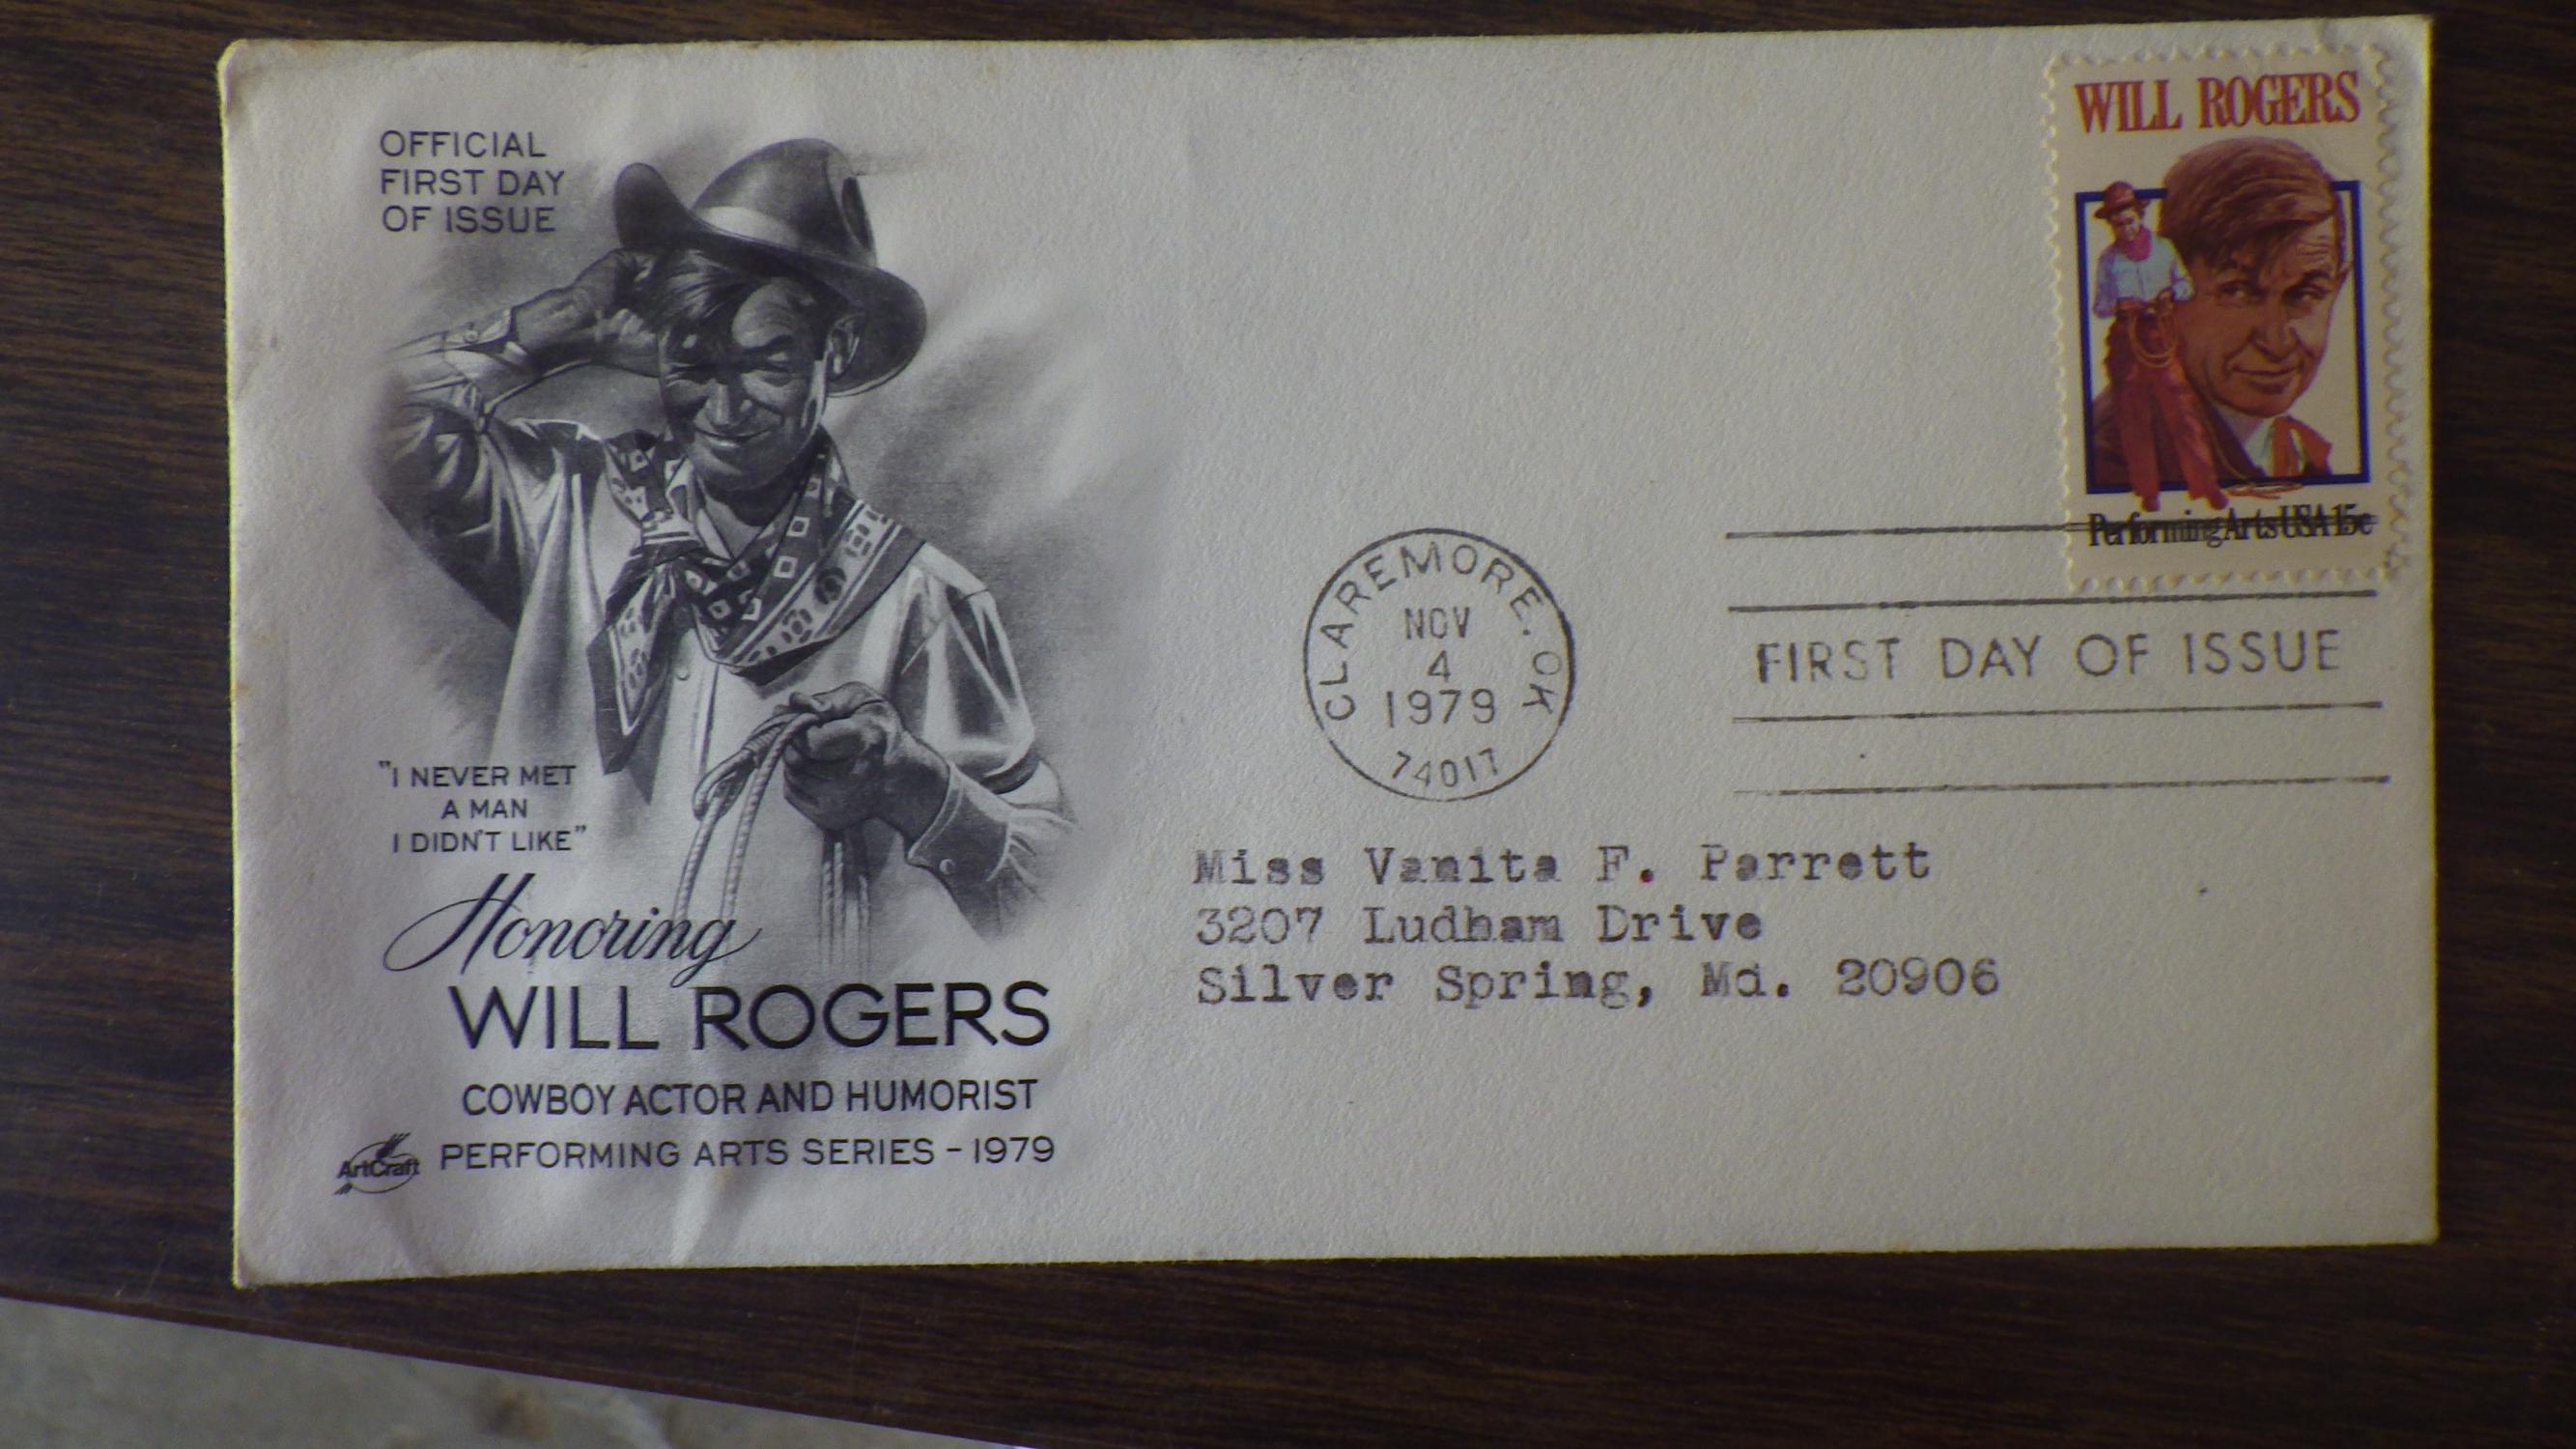 OFFICIAL
FIRST DAY
OF ISSUE
"I NEVER MET
A MAN
I DIDN'T LIKE"
Honoring
WILL ROGERS
COWBOY ACTOR AND HUMORIST
PERFORMING ARTS SERIES - 1979
ArtCraft
WILL ROGERS
Performing Arts USA 15c
CLAREMORE. OK
NOV
4
1979
74017
FIRST DAY OF ISSUE
Miss Vanita F. Parrett
3207 Ludham Drive
Silver Spring, Md. 20906